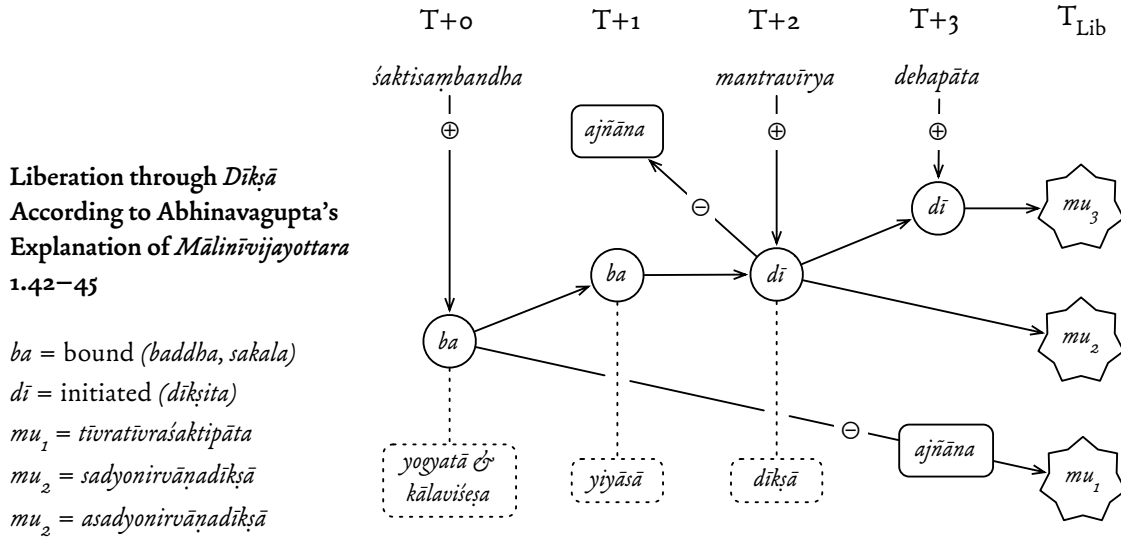 T+0 T+1 T+2 T+3 T_Lib
śaktisaṃbandha mantravīrya dehapāta
⊕ ajñāna ⊕ ⊕
Liberation through Dīkṣā
According to Abhinavagupta's
Explanation of Mālinīvijayottara
1.42–45
⊖ dī mu_3
ba dī
ba mu_2
ba = bound (baddha, sakala)
dī = initiated (dīkṣita)
mu_1 = tīvratīvraśaktipāta
mu_2 = sadyonirvāṇadīkṣā
mu_2 = asadyonirvāṇadīkṣā
⊖ ajñāna
yogyatā &
kālaviśeṣa
yiyāsā dīkṣā mu_1